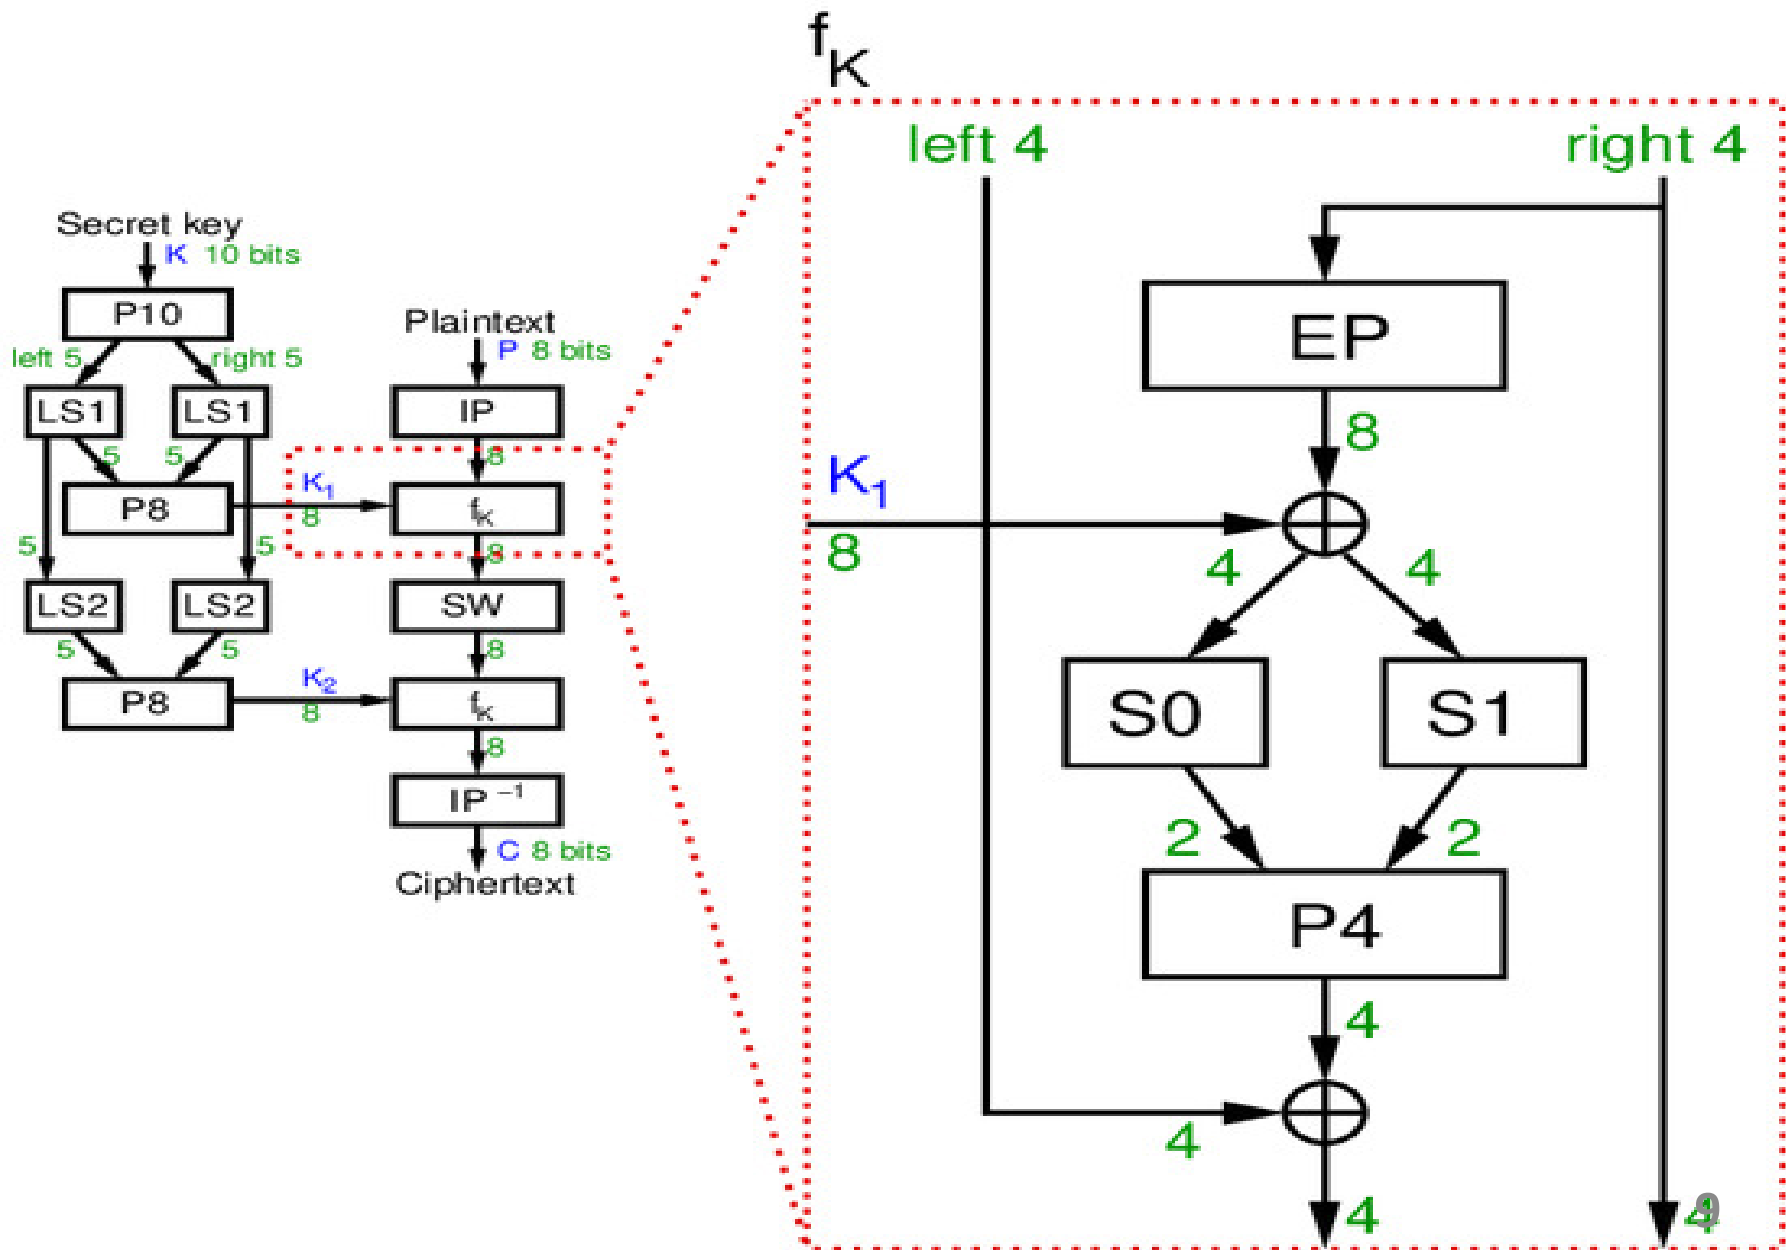 f K
left 4 right 4
Secret key
K 10 bits
P10
left 5 right 5
LS1 LS1
5 5
P8
K1
8
5 5
LS2 LS2
5 5
P8
K2
8
Plaintext
P 8 bits
IP
8
fK
8
SW
8
fK
8
IP −1
C 8 bits
Ciphertext
EP
8
K1
8
4 4
S0 S1
2 2
P4
4
4
4 4
9